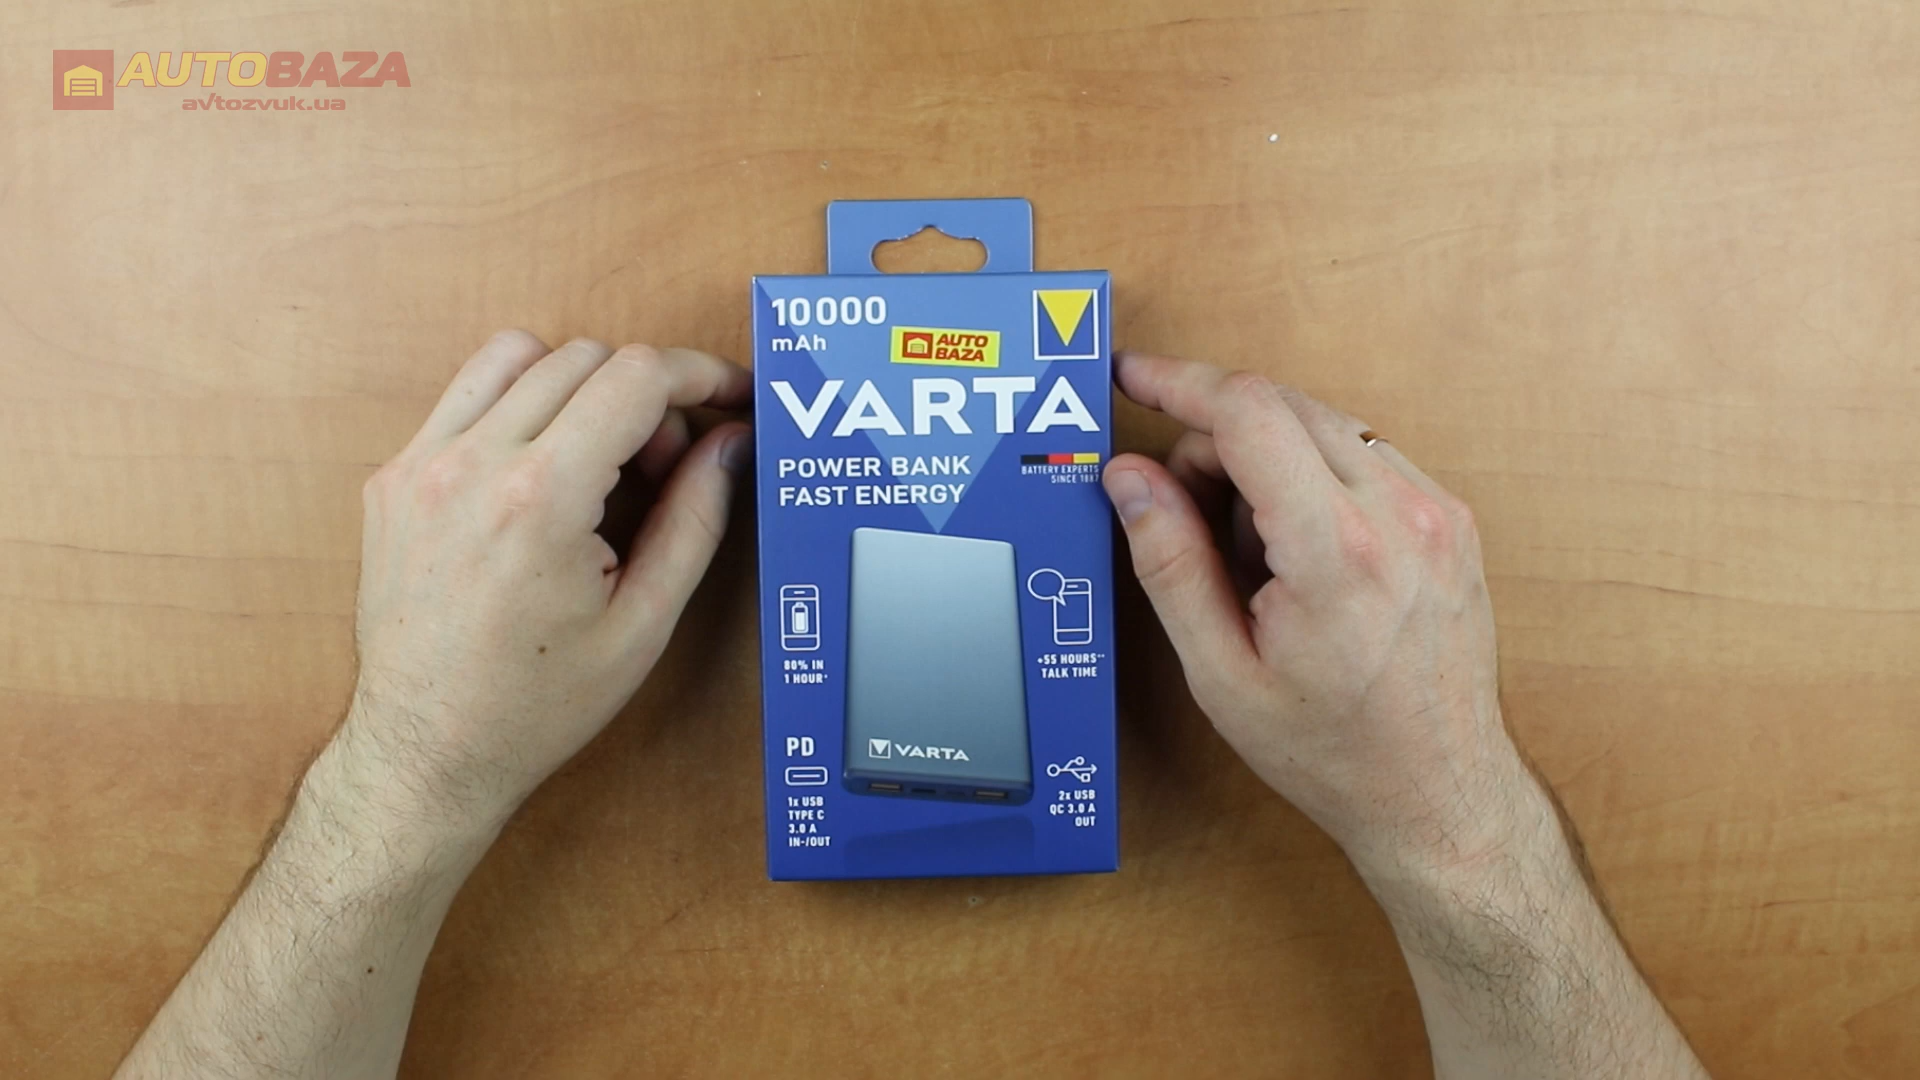 AUTOBAZA
avtozvuk.ua
10 000
mAh
AUTO
BAZA
VARTA
POWER BANK
FAST ENERGY
BATTERY EXPERTS
SINCE 1887
80% IN
1 HOUR*
+55 HOURS**
TALK TIME
VARTA
PD
1x USB
TYPE C
3.0 A
IN-/OUT
2x USB
QC 3.0 A
OUT